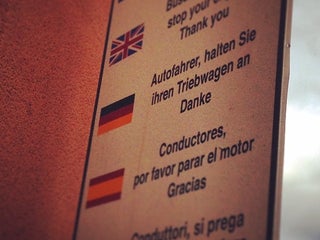 stop your
Thank you
Autofahrer, halten Sie
ihren Triebwagen an
Danke
Conductores,
por favor parar el motor
Gracias
Conduttori, si prega